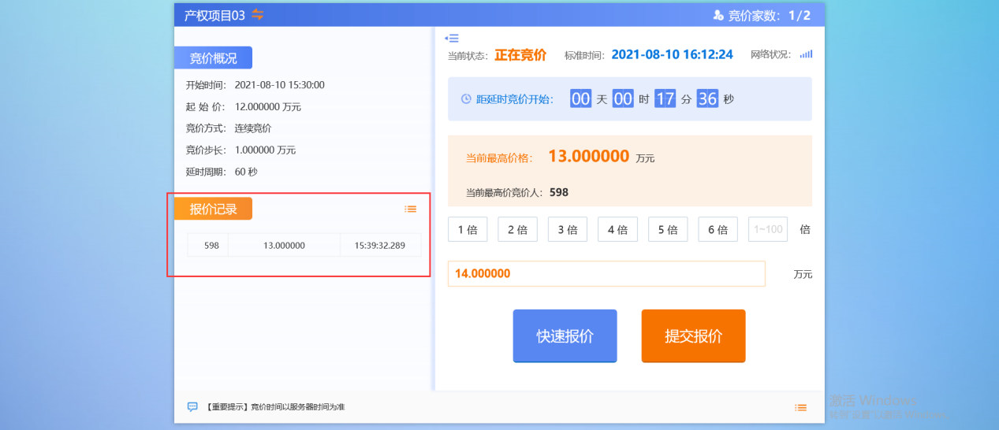 产权项目03
竞价家数：1/2
竞价概况
开始时间： 2021-08-10 15:30:00
起 始 价： 12.000000 万元
竞价方式： 连续竞价
竞价步长： 1.000000 万元
延时周期： 60 秒
报价记录
598 13.000000 15:39:32.289
当前状态： 正在竞价 标准时间： 2021-08-10 16:12:24 网络状况：
距延时竞价开始： 00 天 00 时 17 分 36 秒
当前最高价格： 13.000000 万元
当前最高价竞价人： 598
1 倍 2 倍 3 倍 4 倍 5 倍 6 倍 1~100 倍
14.000000 万元
快速报价 提交报价
【重要提示】竞价时间以服务器时间为准
激活 Windows